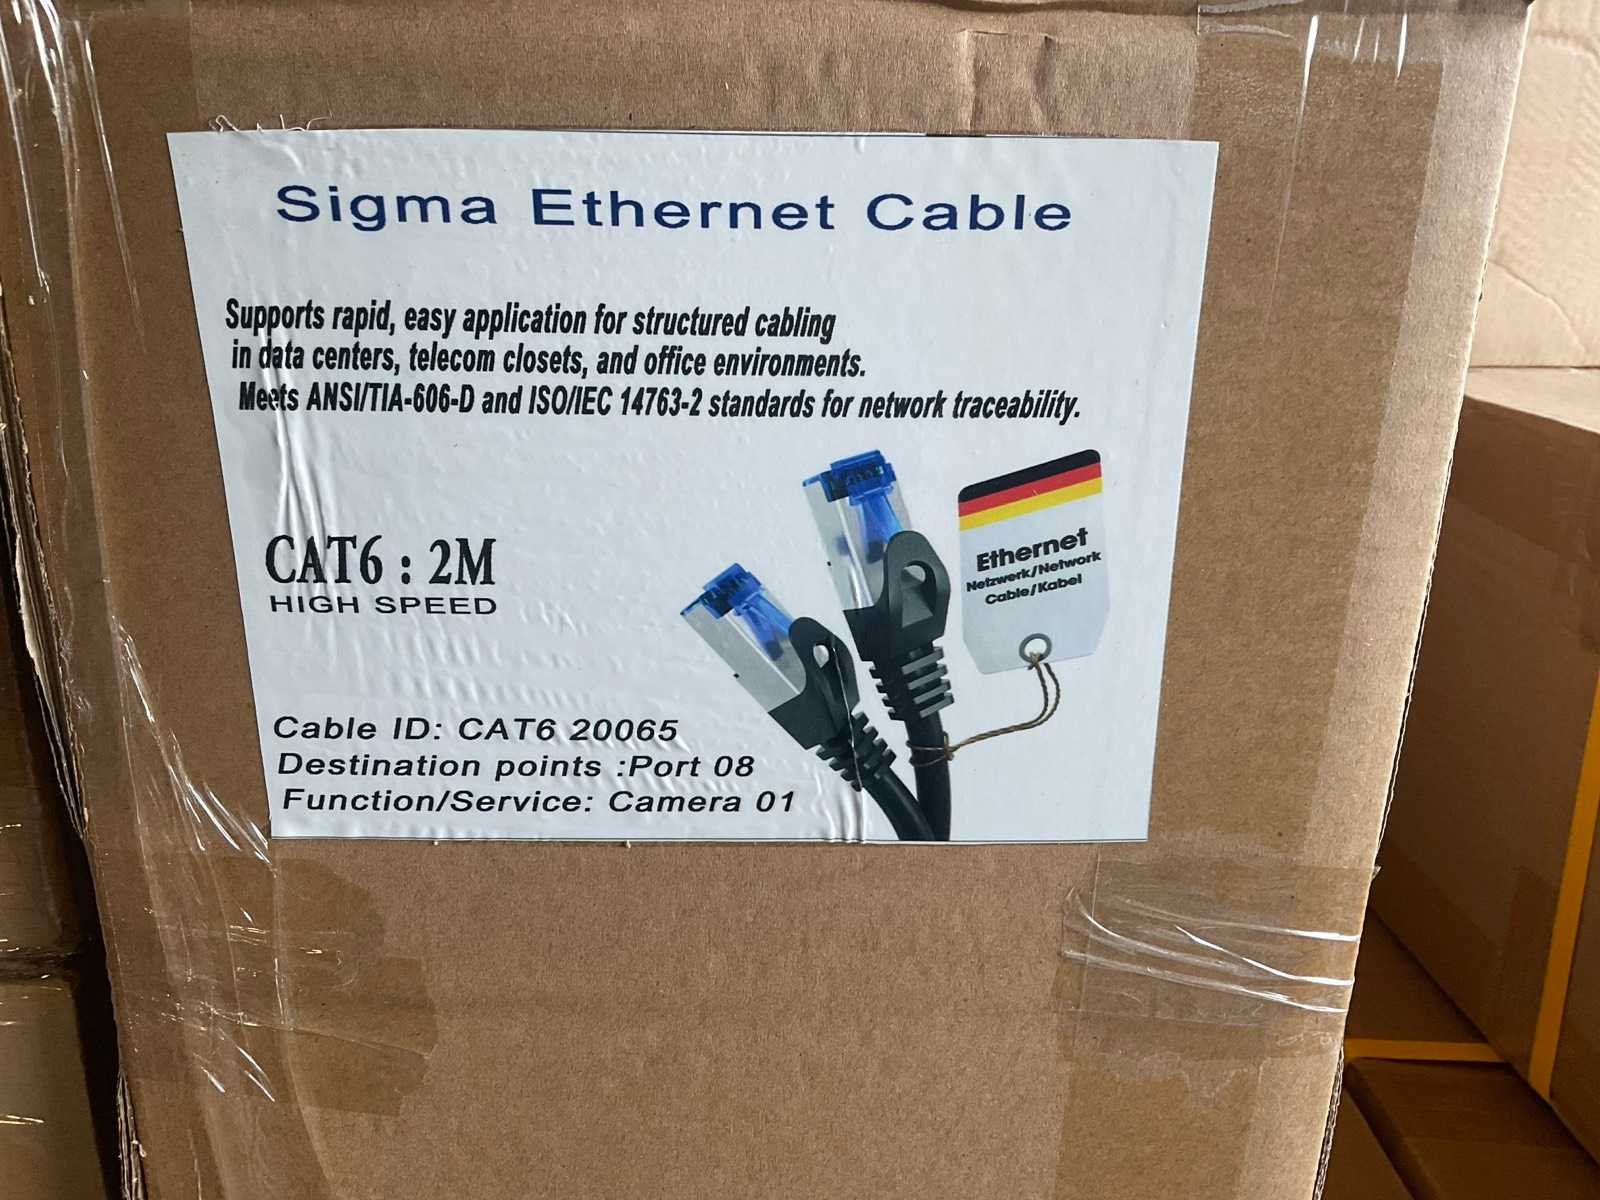 Sigma Ethernet Cable
Supports rapid, easy application for structured cabling
in data centers, telecom closets, and office environments.
Meets ANSI/TIA-606-D and ISO/IEC 14763-2 standards for network traceability.
CAT6 : 2M
HIGH SPEED
Ethernet
Netzwerk/Network
Cable/Kabel
Cable ID: CAT6 20065
Destination points :Port 08
Function/Service: Camera 01